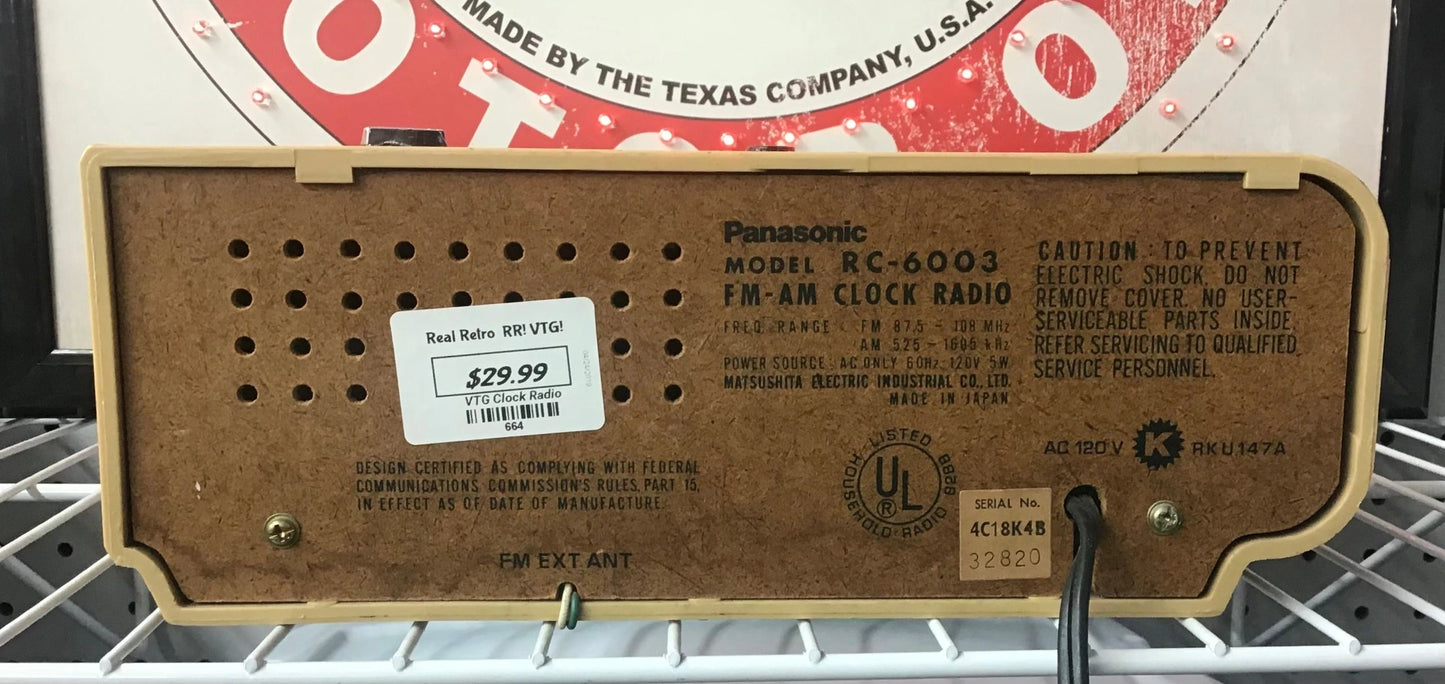 MADE BY THE TEXAS COMPANY, U.S.A.
Panasonic
MODEL RC-6003
FM-AM CLOCK RADIO
FREQ. RANGE: FM 87.5 - 108 MHz
AM 525 - 1605 kHz
POWER SOURCE: AC ONLY 60Hz, 120V 5W
MATSUSHITA ELECTRIC INDUSTRIAL CO., LTD.
MADE IN JAPAN
CAUTION: TO PREVENT
ELECTRIC SHOCK, DO NOT
REMOVE COVER. NO USER-
SERVICEABLE PARTS INSIDE.
REFER SERVICING TO QUALIFIED
SERVICE PERSONNEL.
Real Retro RR! VTG!
$29.99
VTG Clock Radio
664
DESIGN CERTIFIED AS COMPLYING WITH FEDERAL
COMMUNICATIONS COMMISSION'S RULES, PART 15,
IN EFFECT AS OF DATE OF MANUFACTURE.
FM EXT ANT
LISTED 882B
UL
®
HOUSEHOLD RADIO
AC 120V K RKU147A
SERIAL No.
4C18K4B
32820